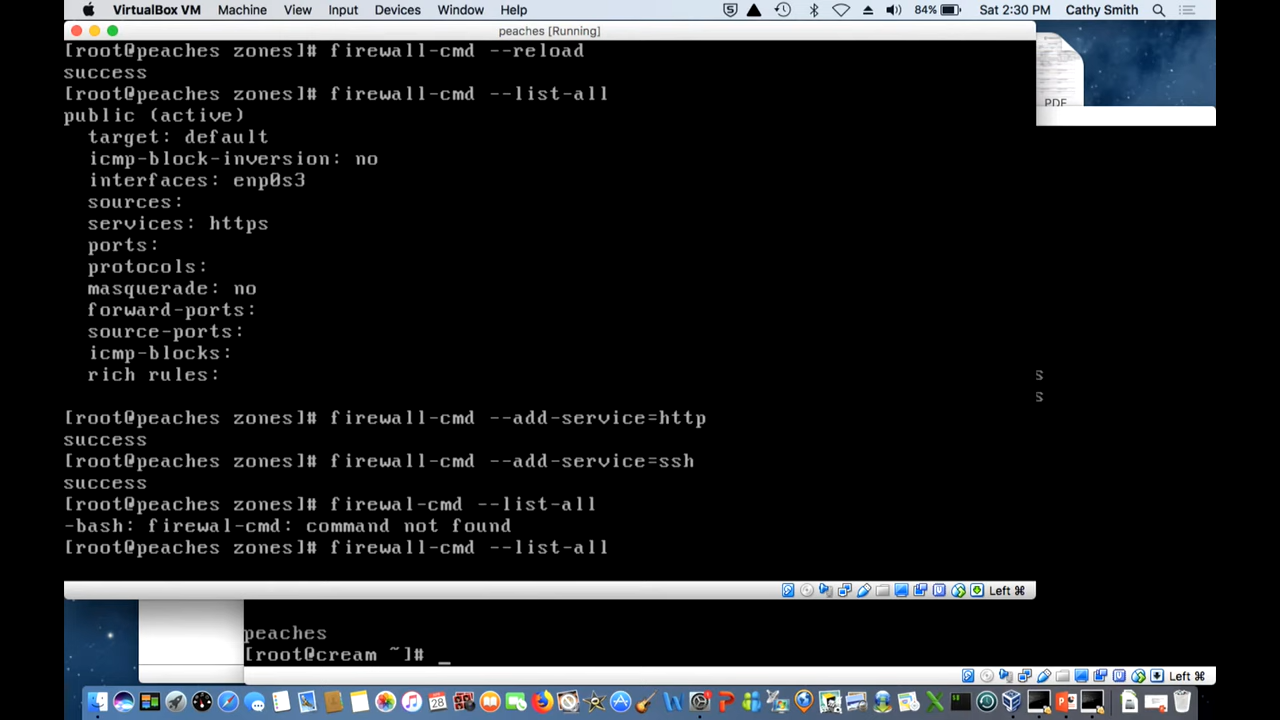 VirtualBox VM Machine View Input Devices Window Help 84% Sat 2:30 PM Cathy Smith
peaches [Running]
[root@peaches zones]# firewall-cmd --reload
success
[root@peaches zones]# firewall-cmd --list-all
public (active)
target: default
icmp-block-inversion: no
interfaces: enp0s3
sources:
services: https
ports:
protocols:
masquerade: no
forward-ports:
source-ports:
icmp-blocks:
rich rules:
[root@peaches zones]# firewall-cmd --add-service=http
success
[root@peaches zones]# firewall-cmd --add-service=ssh
success
[root@peaches zones]# firewal-cmd --list-all
-bash: firewal-cmd: command not found
[root@peaches zones]# firewall-cmd --list-all
Left ⌘
PDF
s
s
peaches
[root@cream ~]# _
Left ⌘